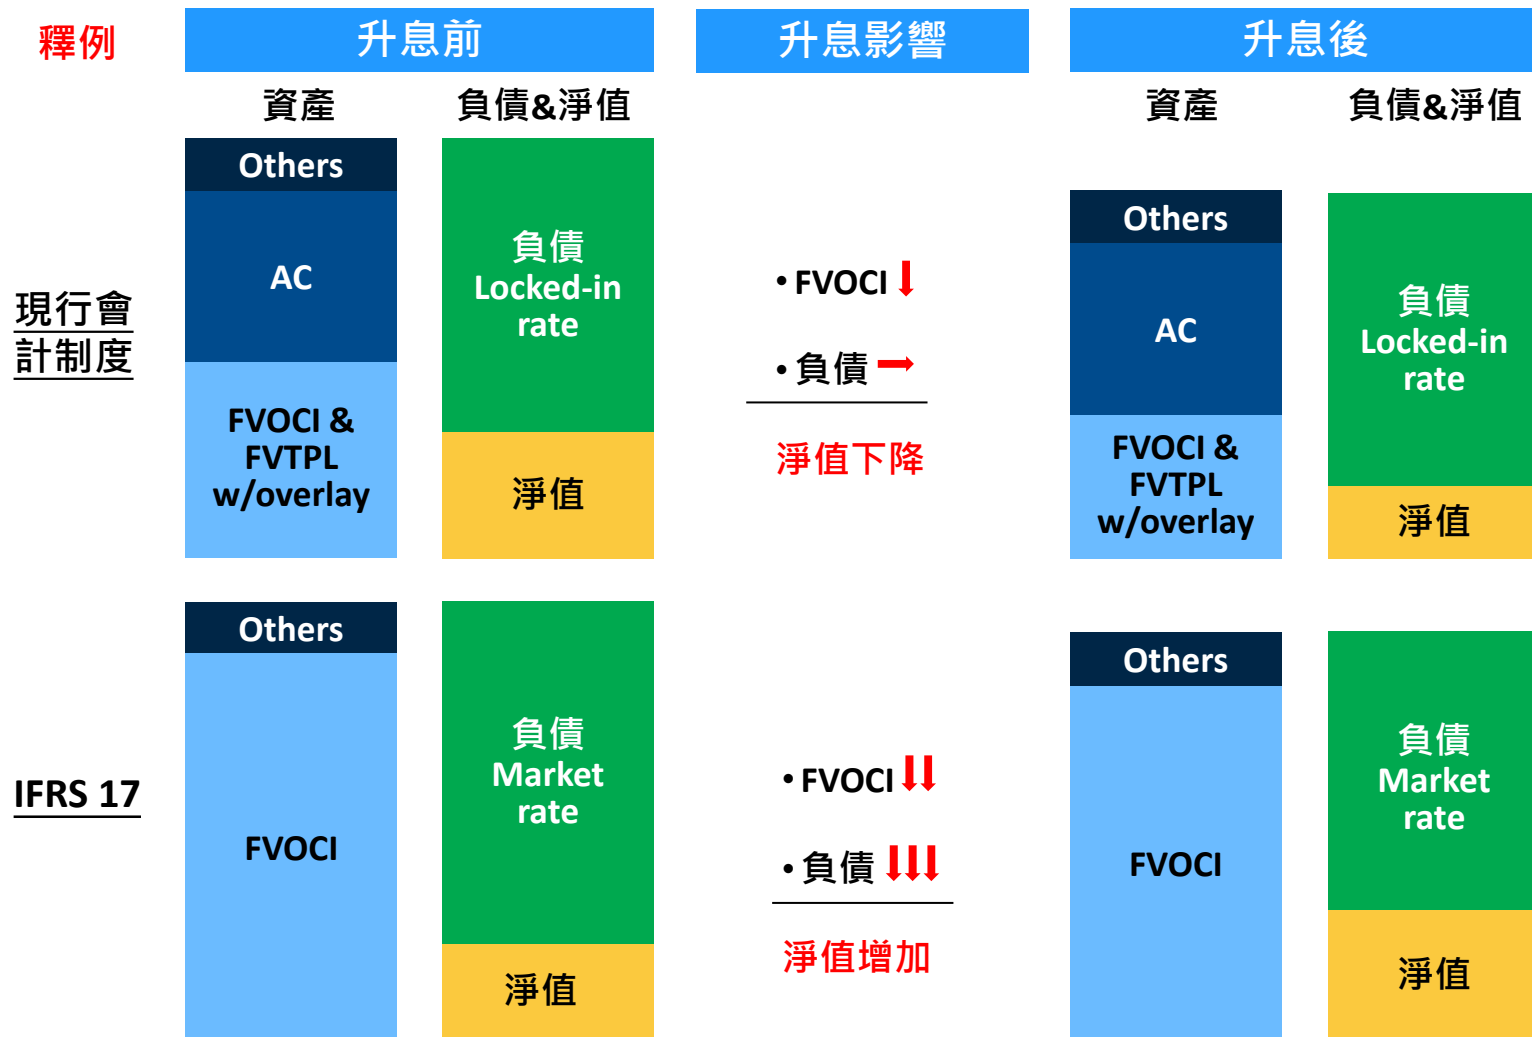 釋例
升息前
升息影響
升息後
資產
負債&淨值
資產
負債&淨值
現行會
計制度
Others
AC
FVOCI &
FVTPL
w/overlay
負債
Locked-in
rate
淨值
• FVOCI
• 負債
淨值下降
Others
AC
FVOCI &
FVTPL
w/overlay
負債
Locked-in
rate
淨值
IFRS 17
Others
FVOCI
負債
Market
rate
淨值
• FVOCI
• 負債
淨值增加
Others
FVOCI
負債
Market
rate
淨值